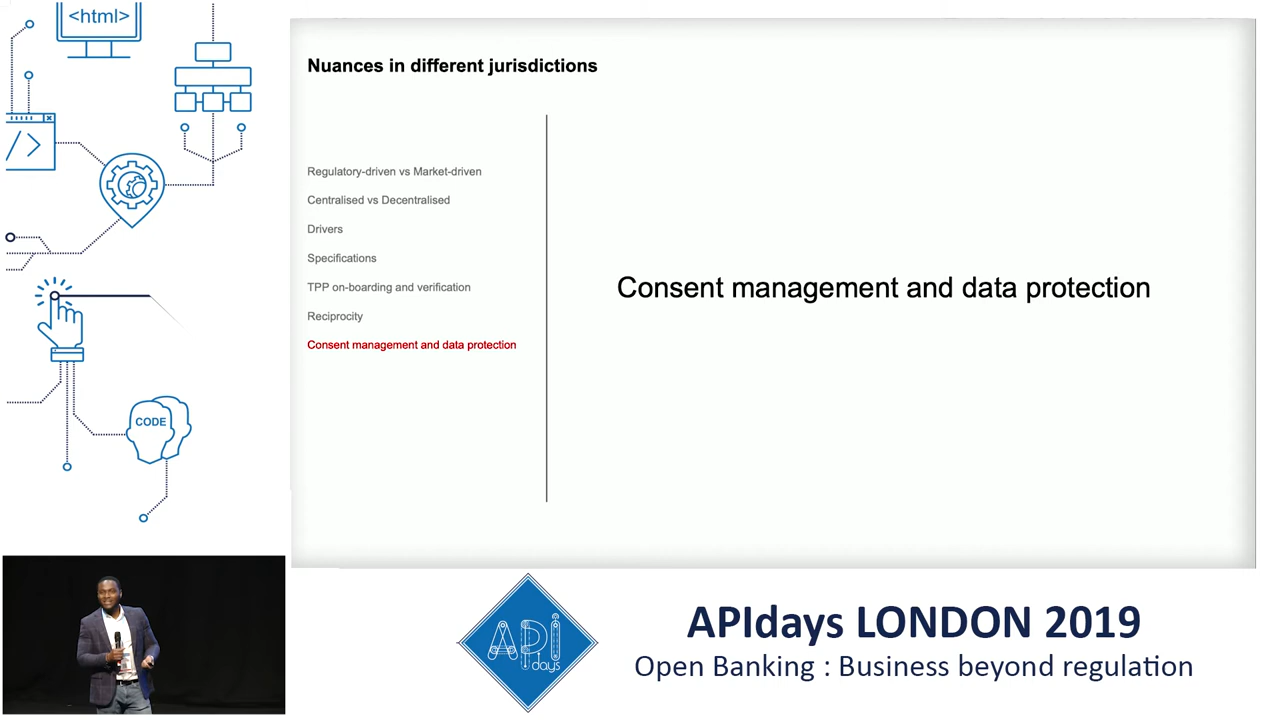 <html>
</>
CODE
Nuances in different jurisdictions
Regulatory-driven vs Market-driven
Centralised vs Decentralised
Drivers
Specifications
TPP on-boarding and verification
Reciprocity
Consent management and data protection
Consent management and data protection
API
days
APIdays LONDON 2019
Open Banking : Business beyond regulation